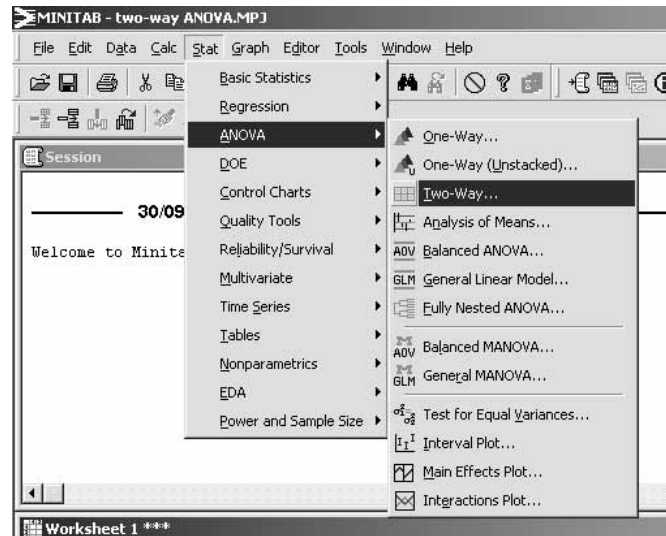 MINITAB - two-way ANOVA.MPJ
File Edit Data Calc Stat Graph Editor Tools Window Help
Basic Statistics
Regression
ANOVA
DOE
Control Charts
Quality Tools
Reliability/Survival
Multivariate
Time Series
Tables
Nonparametrics
EDA
Power and Sample Size
One-Way...
One-Way (Unstacked)...
Two-Way...
Analysis of Means...
AOV Balanced ANOVA...
GLM General Linear Model...
Fully Nested ANOVA...
M AOV Balanced MANOVA...
M GLM General MANOVA...
Test for Equal Variances...
Interval Plot...
Main Effects Plot...
Interactions Plot...
Session
30/09
Welcome to Minita
Worksheet 1 ***